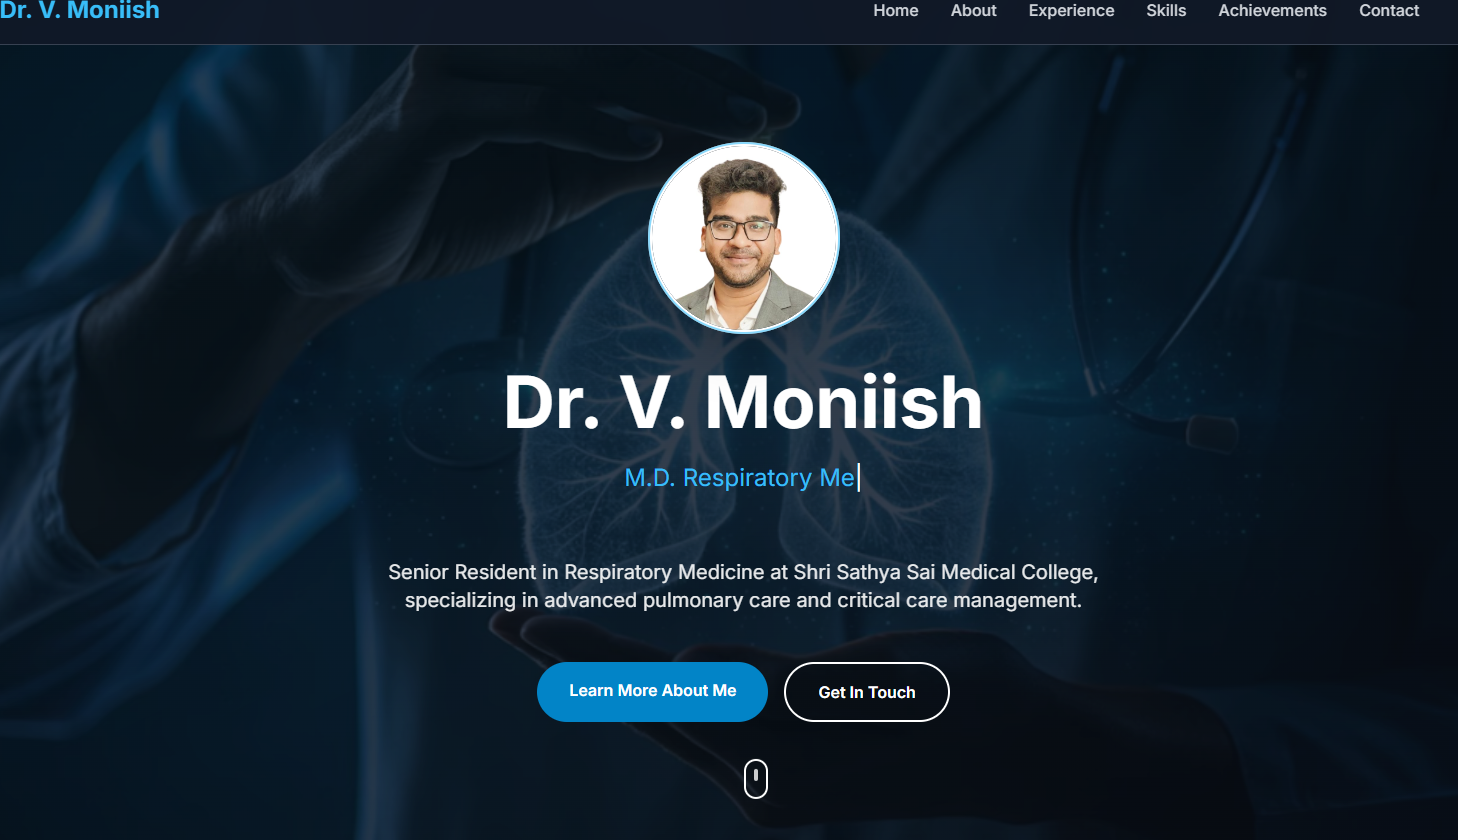 Dr. V. Moniish
Home About Experience Skills Achievements Contact
Dr. V. Moniish
M.D. Respiratory Me
Senior Resident in Respiratory Medicine at Shri Sathya Sai Medical College,
specializing in advanced pulmonary care and critical care management.
Learn More About Me
Get In Touch